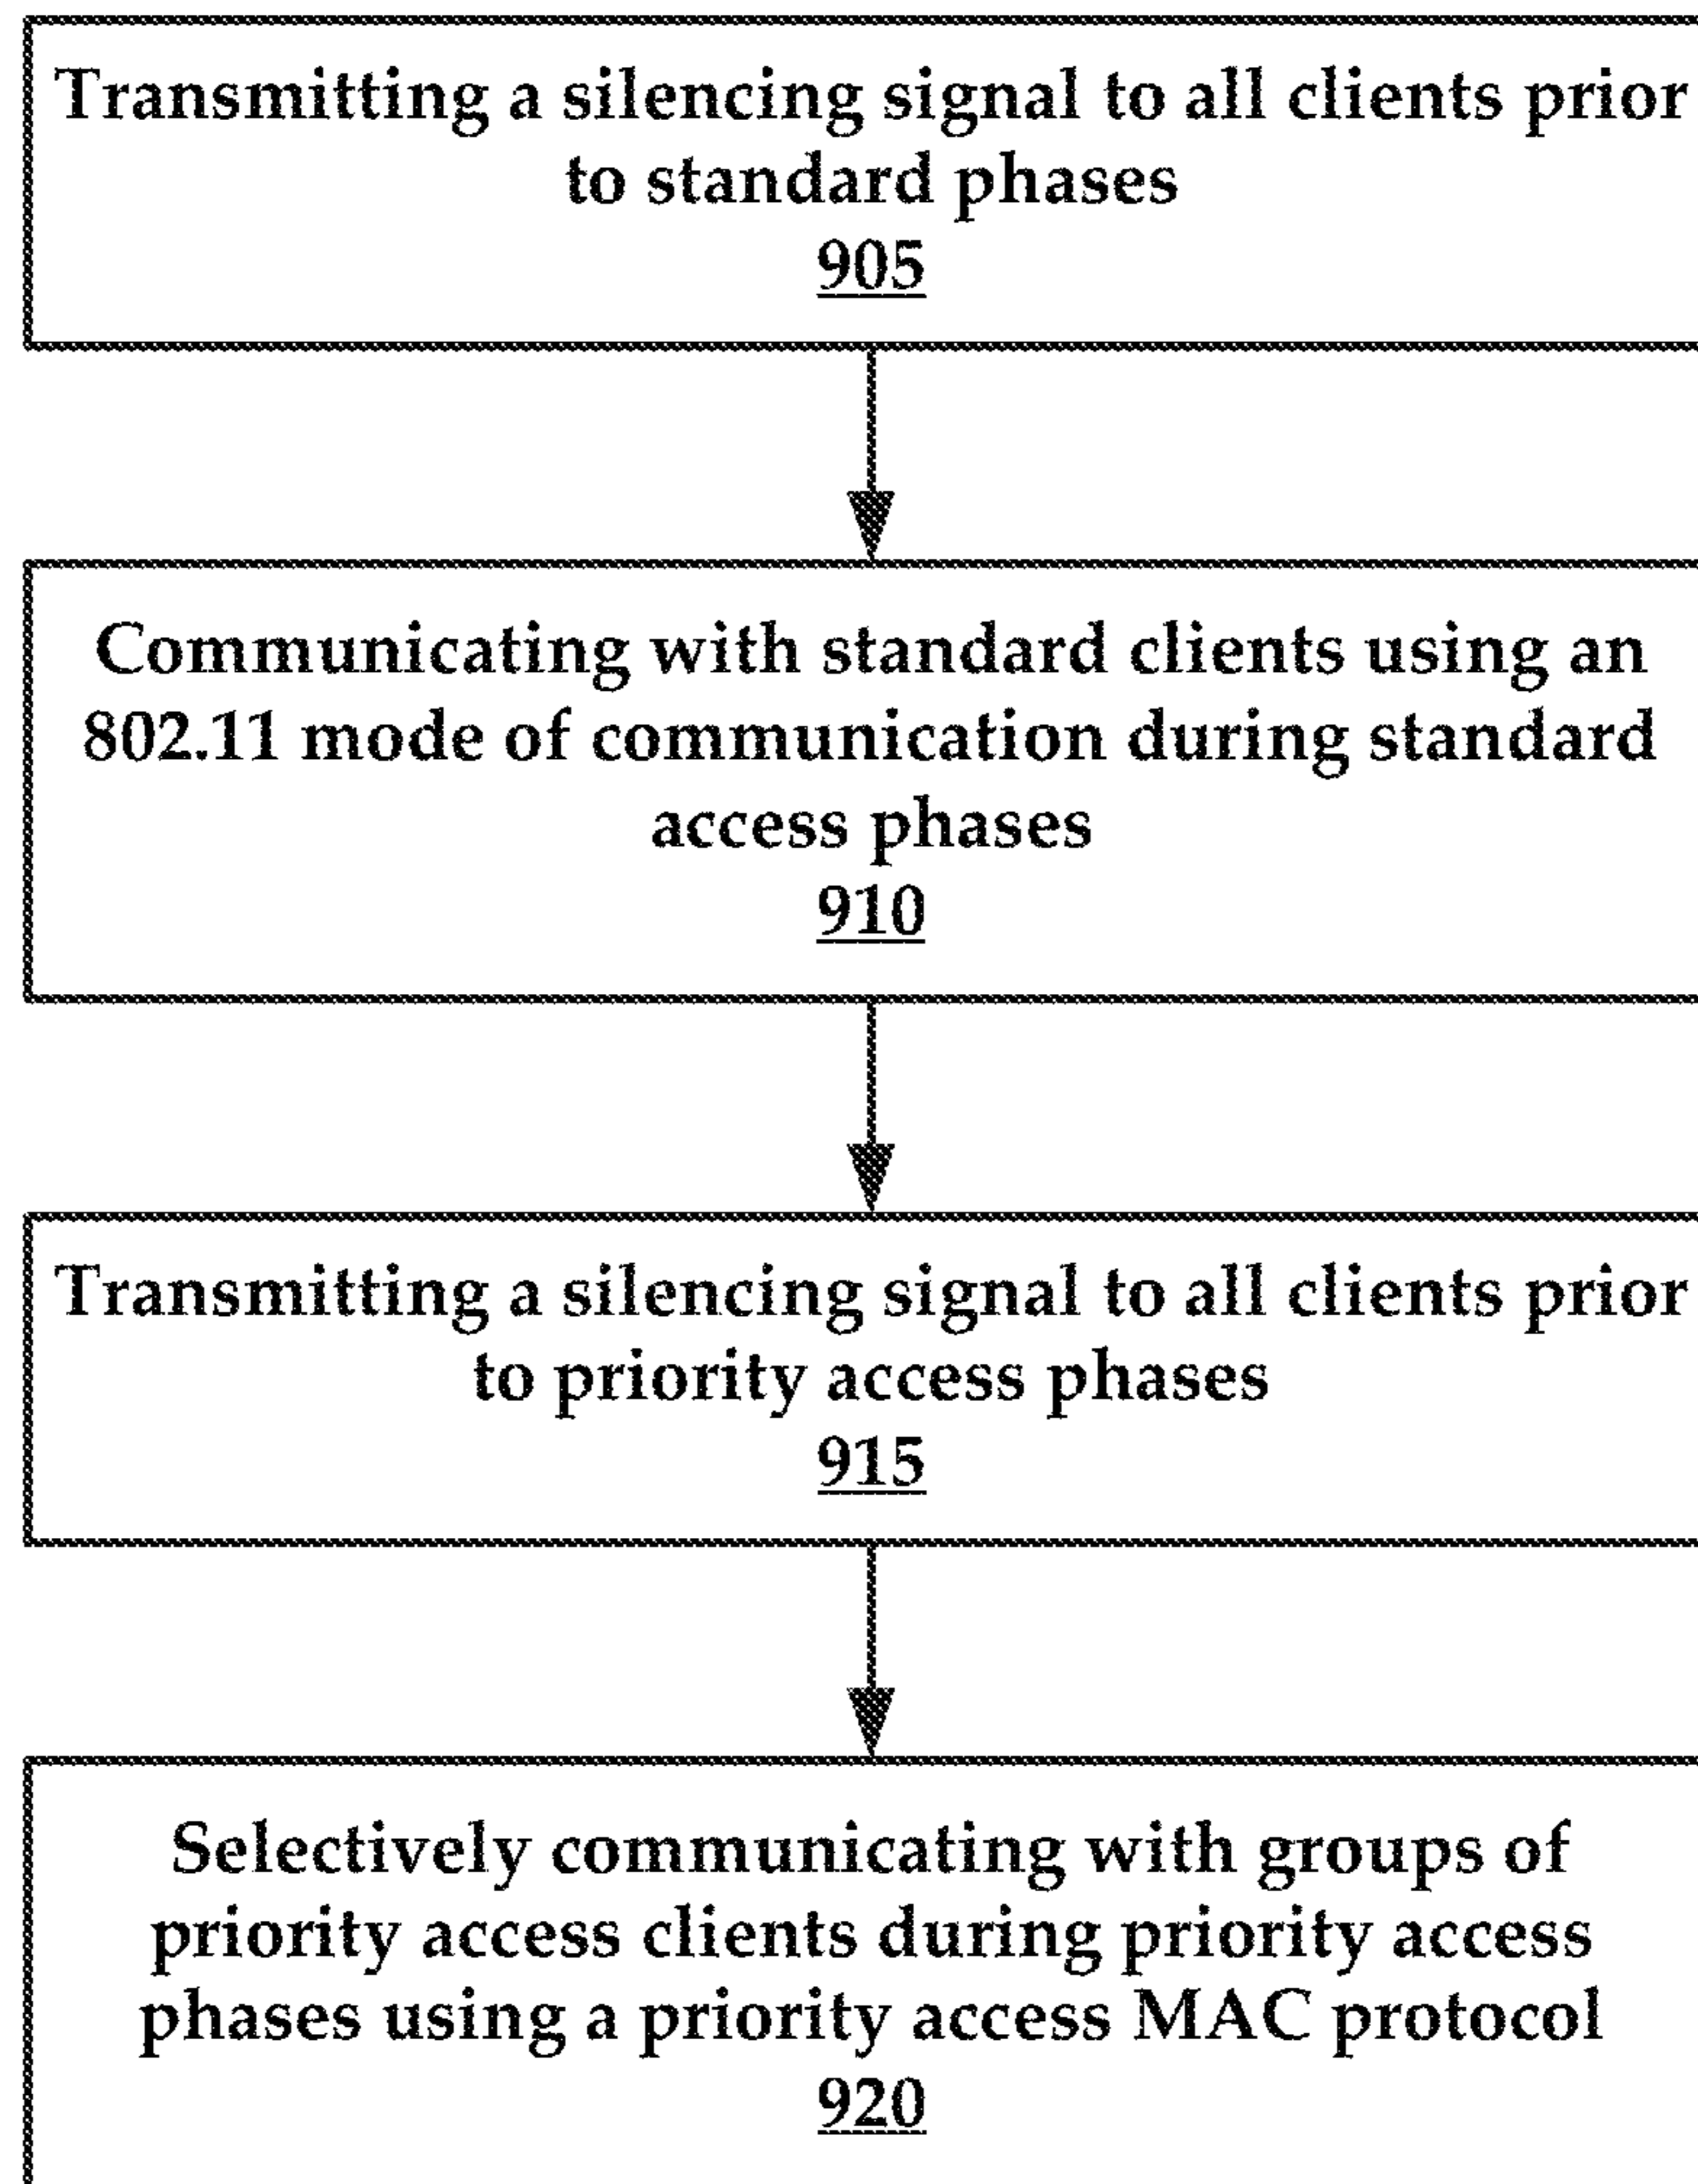 Transmitting a silencing signal to all clients prior
to standard phases
905
Communicating with standard clients using an
802.11 mode of communication during standard
access phases
910
Transmitting a silencing signal to all clients prior
to priority access phases
915
Selectively communicating with groups of
priority access clients during priority access
phases using a priority access MAC protocol
920